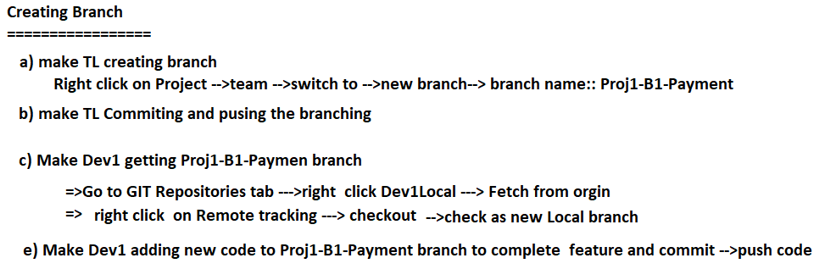 Creating Branch
=================
a) make TL creating branch
Right click on Project -->team -->switch to -->new branch--> branch name:: Proj1-B1-Payment
b) make TL Commiting and pusing the branching
c) Make Dev1 getting Proj1-B1-Paymen branch
=>Go to GIT Repositories tab --->right click Dev1Local ---> Fetch from orgin
=> right click on Remote tracking ---> checkout -->check as new Local branch
e) Make Dev1 adding new code to Proj1-B1-Payment branch to complete feature and commit -->push code